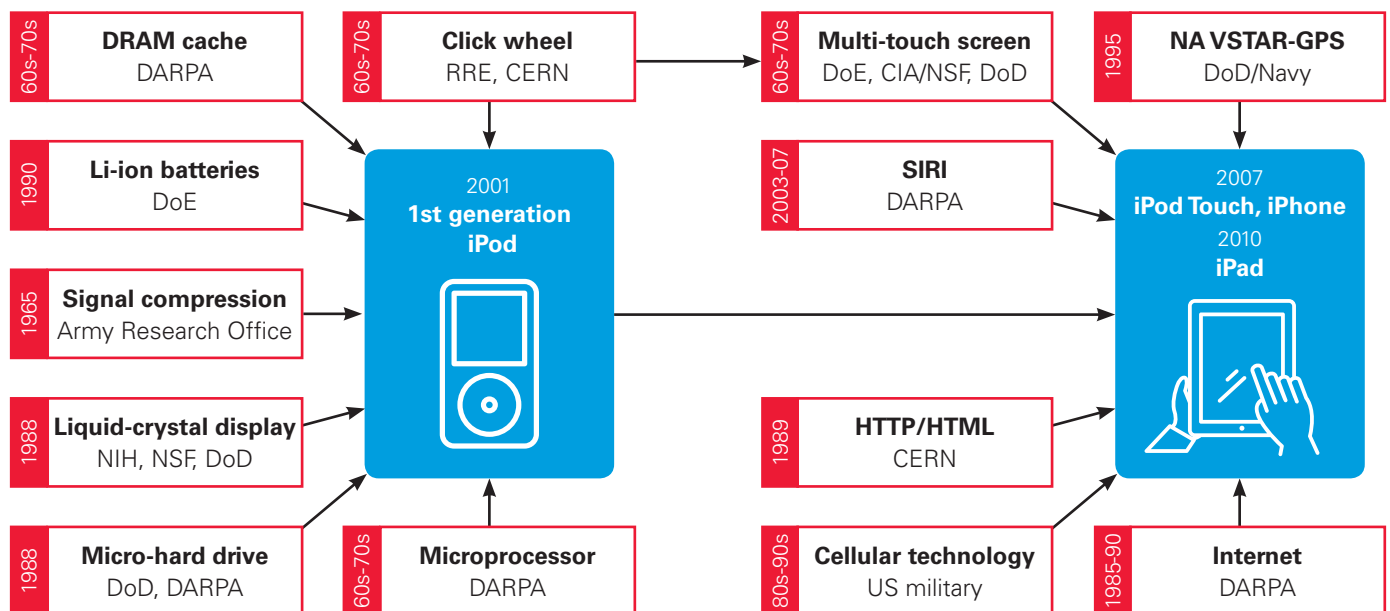 60s-70s
DRAM cache
DARPA
60s-70s
Click wheel
RRE, CERN
60s-70s
Multi-touch screen
DoE, CIA/NSF, DoD
1995
NA VSTAR-GPS
DoD/Navy
1990
Li-ion batteries
DoE
2001
1st generation
iPod
2003-07
SIRI
DARPA
2007
iPod Touch, iPhone
2010
iPad
1965
Signal compression
Army Research Office
1988
Liquid-crystal display
NIH, NSF, DoD
1989
HTTP/HTML
CERN
1988
Micro-hard drive
DoD, DARPA
60s-70s
Microprocessor
DARPA
80s-90s
Cellular technology
US military
1985-90
Internet
DARPA